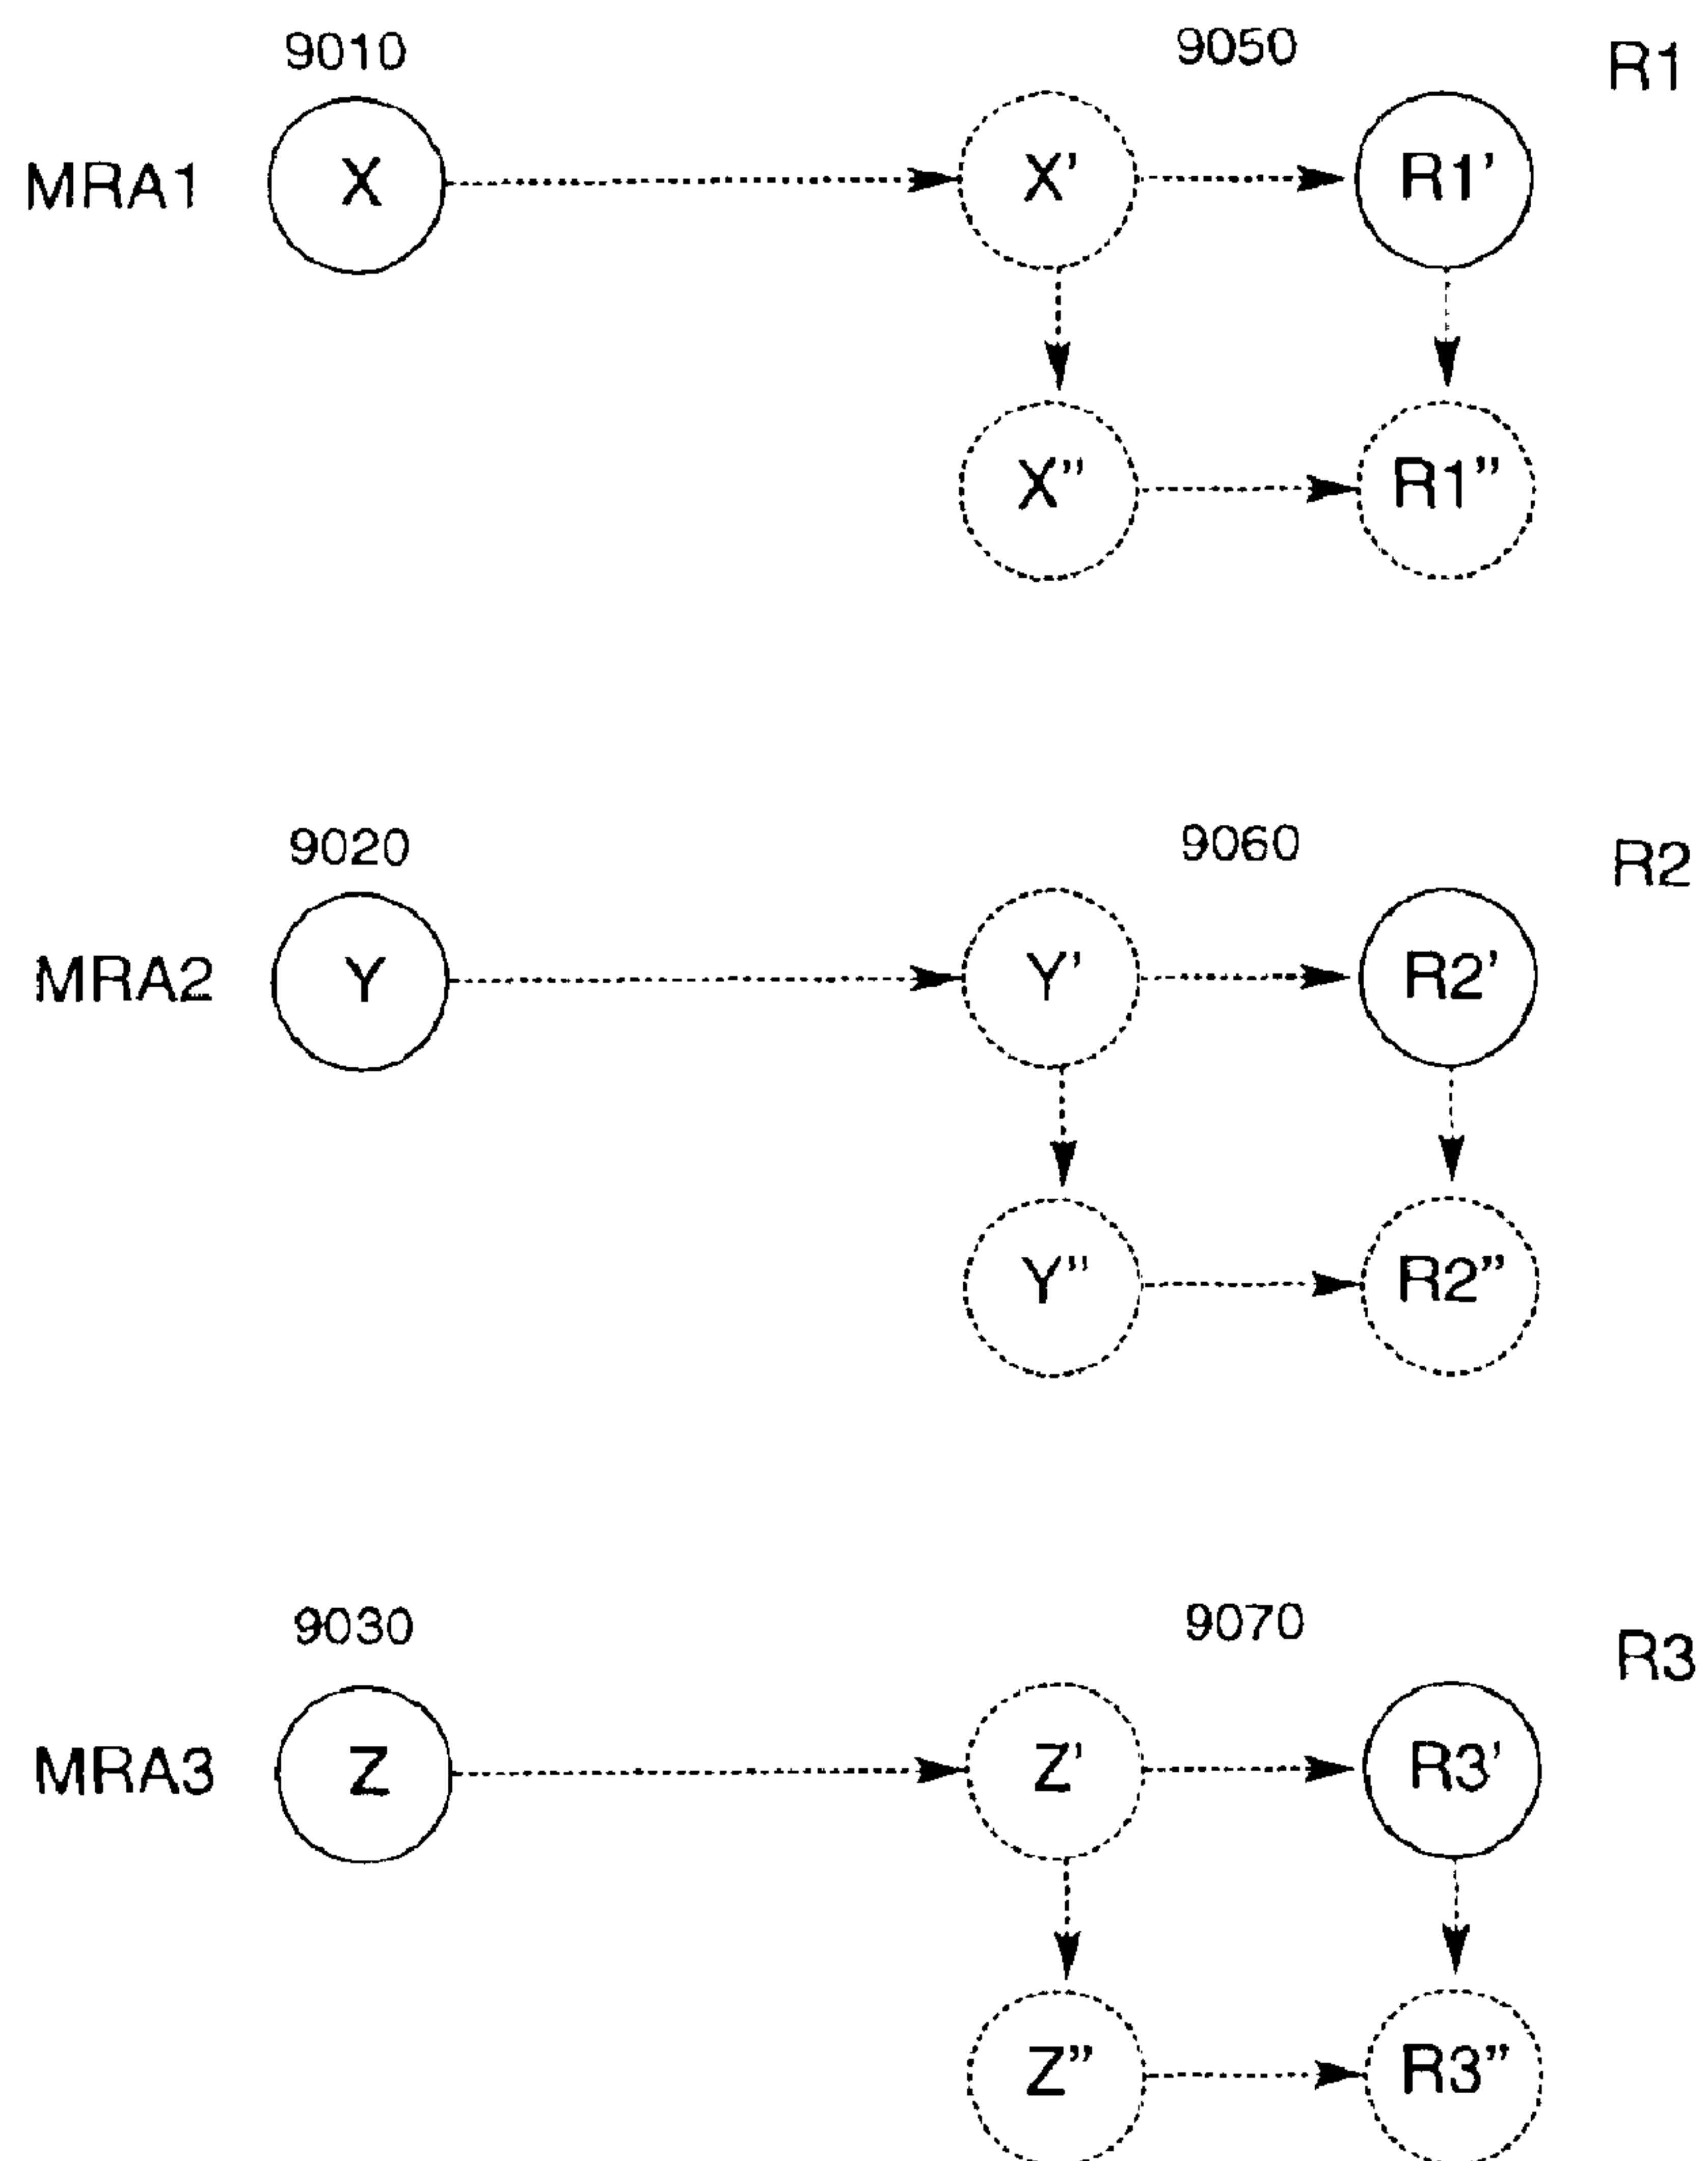 9010 9050 R1
MRA1 X X' R1'
X" R1"
9020 9060 R2
MRA2 Y Y' R2'
Y" R2"
9030 9070 R3
MRA3 Z Z' R3'
Z" R3"